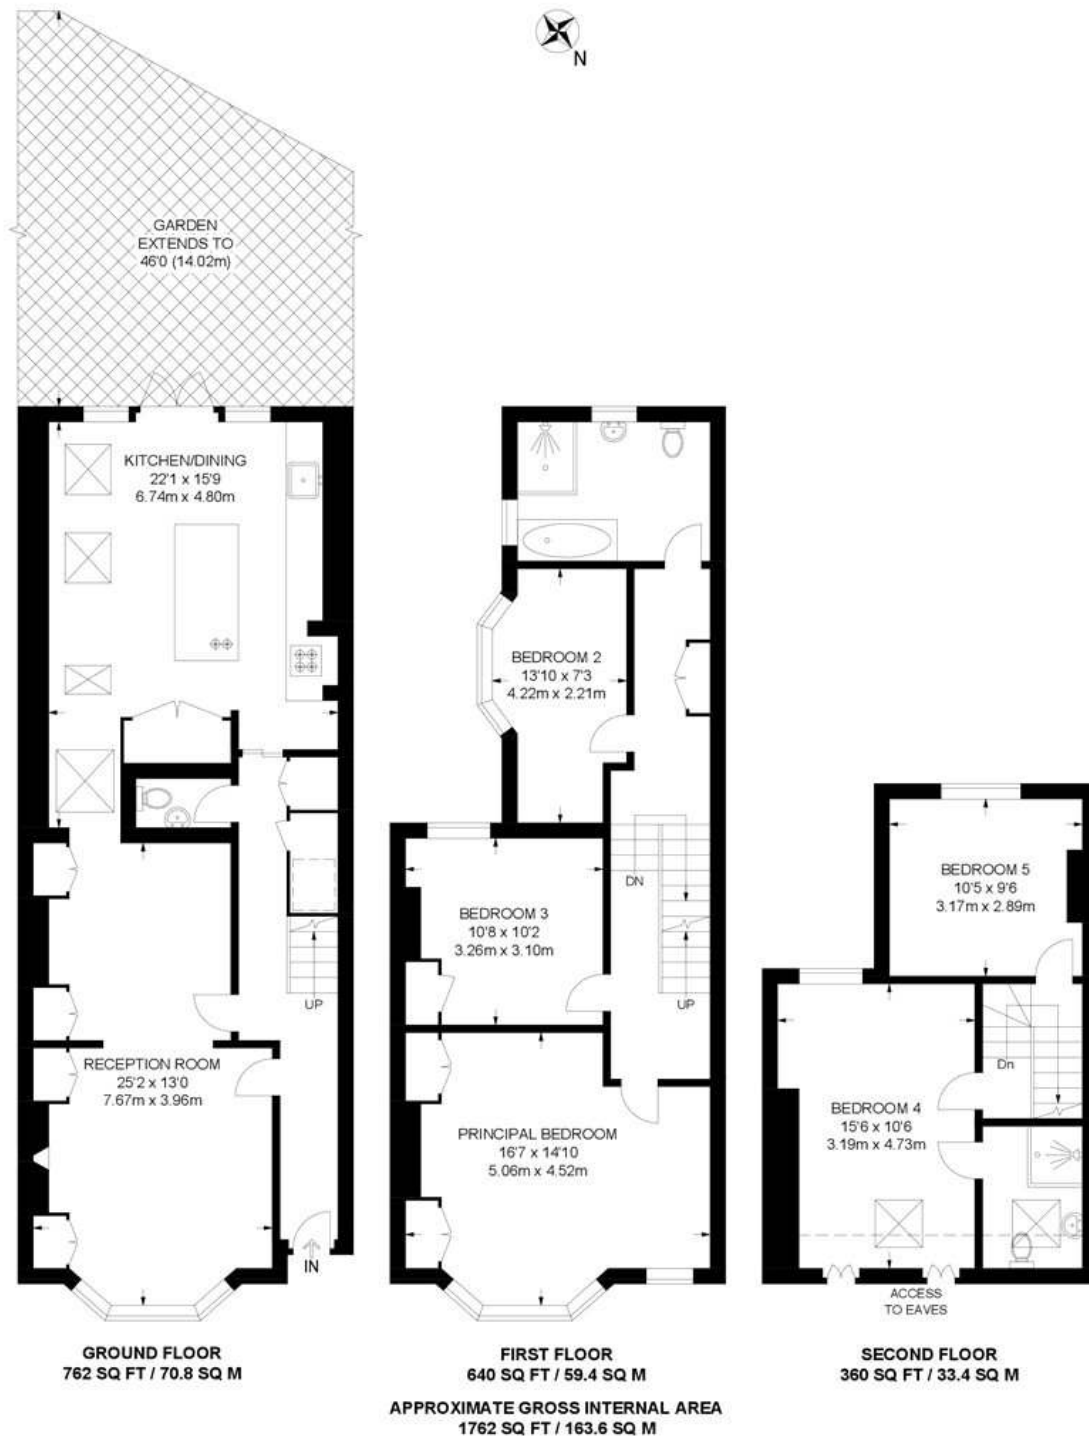 N
GARDEN
EXTENDS TO
46'0 (14.02m)
KITCHEN/DINING
22'1 x 15'9
6.74m x 4.80m
UP
RECEPTION ROOM
25'2 x 13'0
7.67m x 3.96m
IN
GROUND FLOOR
762 SQ FT / 70.8 SQ M
BEDROOM 2
13'10 x 7'3
4.22m x 2.21m
DN
BEDROOM 3
10'8 x 10'2
3.26m x 3.10m
UP
PRINCIPAL BEDROOM
16'7 x 14'10
5.06m x 4.52m
FIRST FLOOR
640 SQ FT / 59.4 SQ M
BEDROOM 5
10'5 x 9'6
3.17m x 2.89m
Dn
BEDROOM 4
15'6 x 10'6
3.19m x 4.73m
ACCESS
TO EAVES
SECOND FLOOR
360 SQ FT / 33.4 SQ M
APPROXIMATE GROSS INTERNAL AREA
1762 SQ FT / 163.6 SQ M